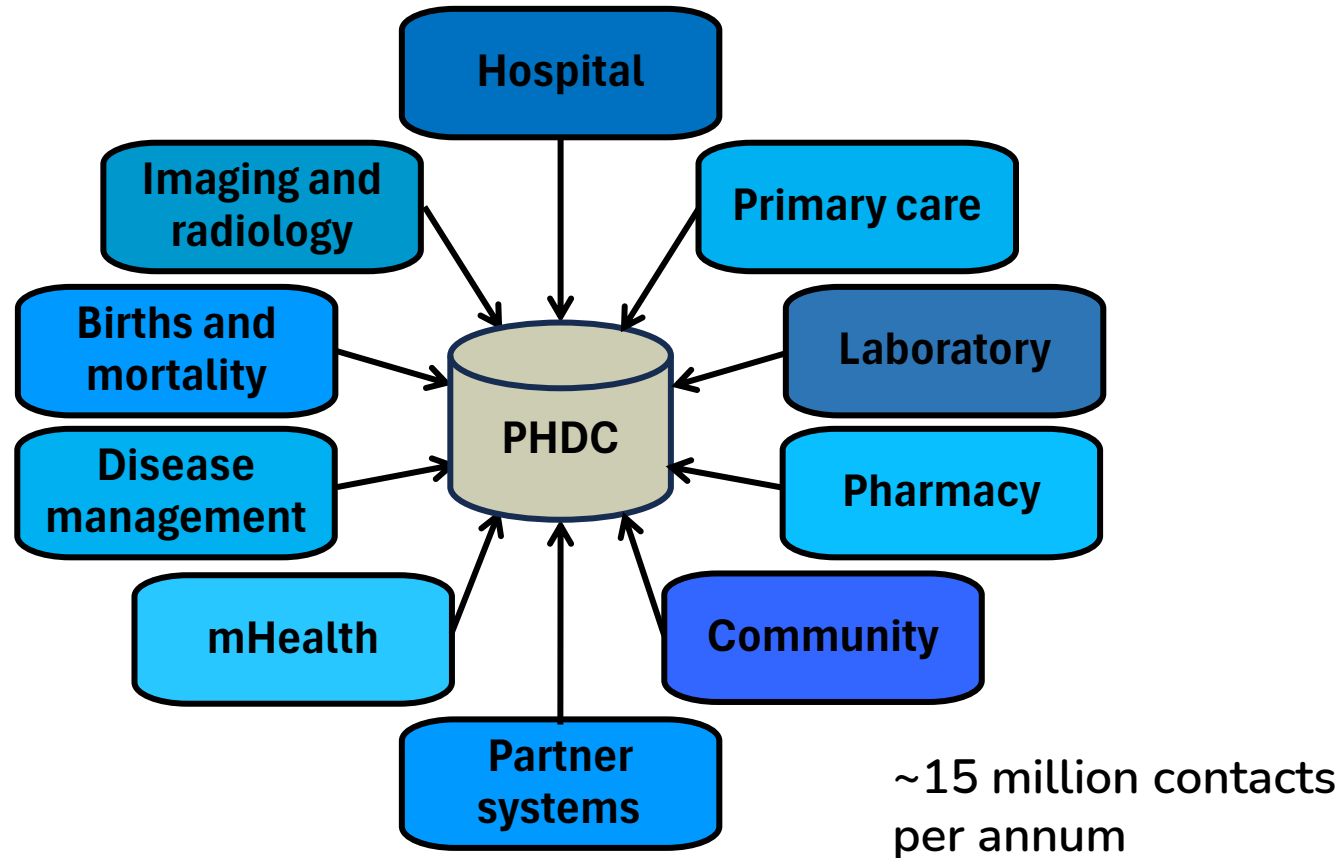 Hospital
Imaging and
radiology
Primary care
Births and
mortality
Laboratory
PHDC
Disease
management
Pharmacy
mHealth
Community
Partner
systems
~15 million contacts
per annum